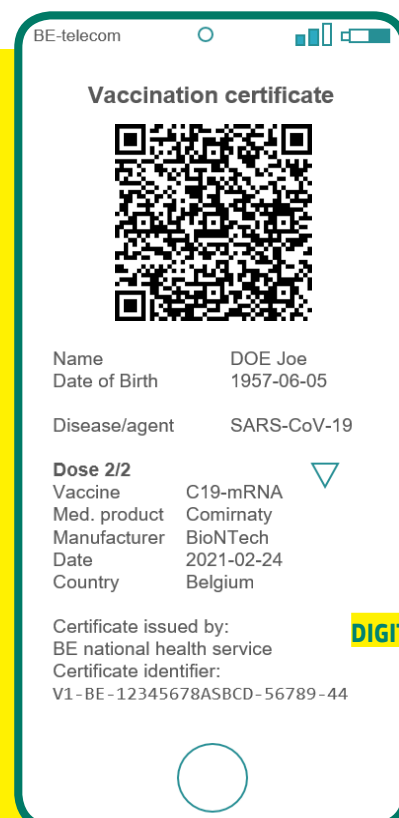 BE-telecom
Vaccination certificate
Name DOE Joe
Date of Birth 1957-06-05
Disease/agent SARS-CoV-19
Dose 2/2
Vaccine C19-mRNA
Med. product Comirnaty
Manufacturer BioNTech
Date 2021-02-24
Country Belgium
Certificate issued by:
DIGIT
BE national health service
Certificate identifier:
V1-BE-12345678ASBCD-56789-44